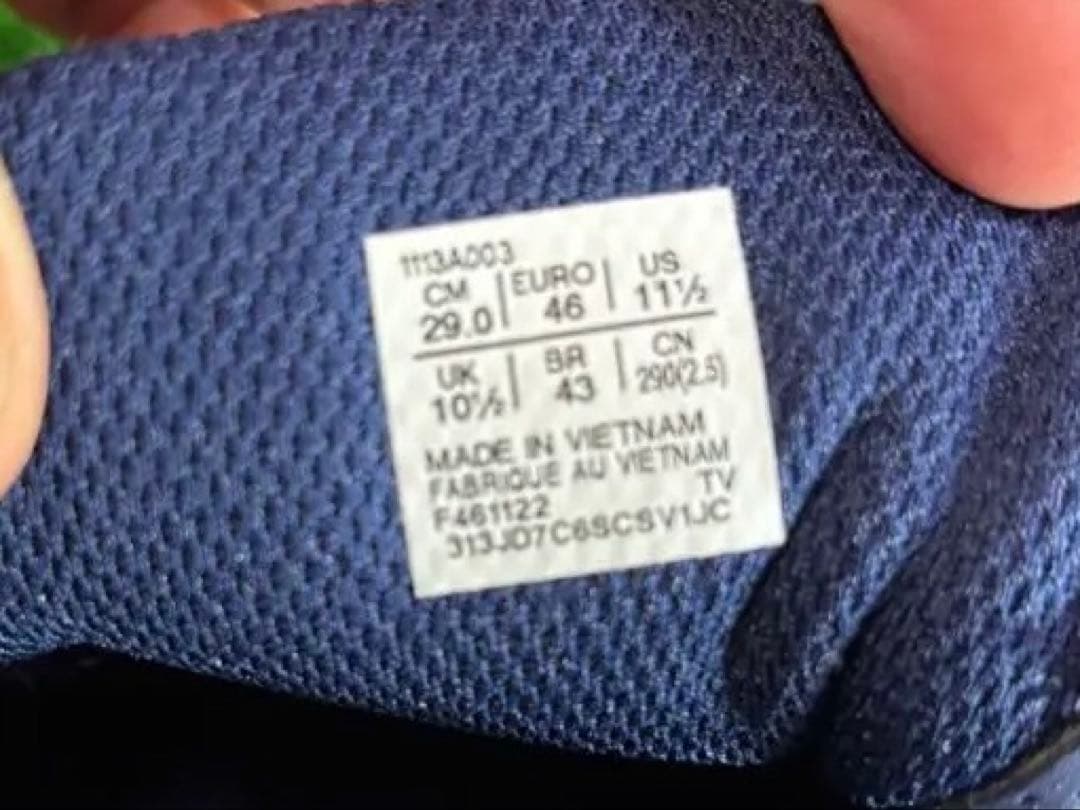 1113A003
CM | EURO | US
29.0 | 46 | 11½
UK | BR | CN
10½ | 43 | 290(2.5)
MADE IN VIETNAM
FABRIQUE AU VIETNAM
TV
F461122
313JD7C6SCSV1JC